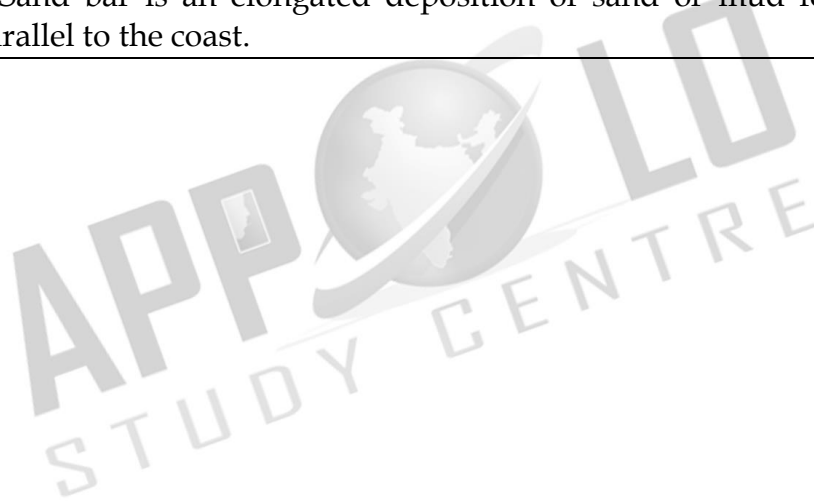 Sand bar is an elongated deposition of sand or mud
rallel to the coast.
APP LO
STUDY CENTRE